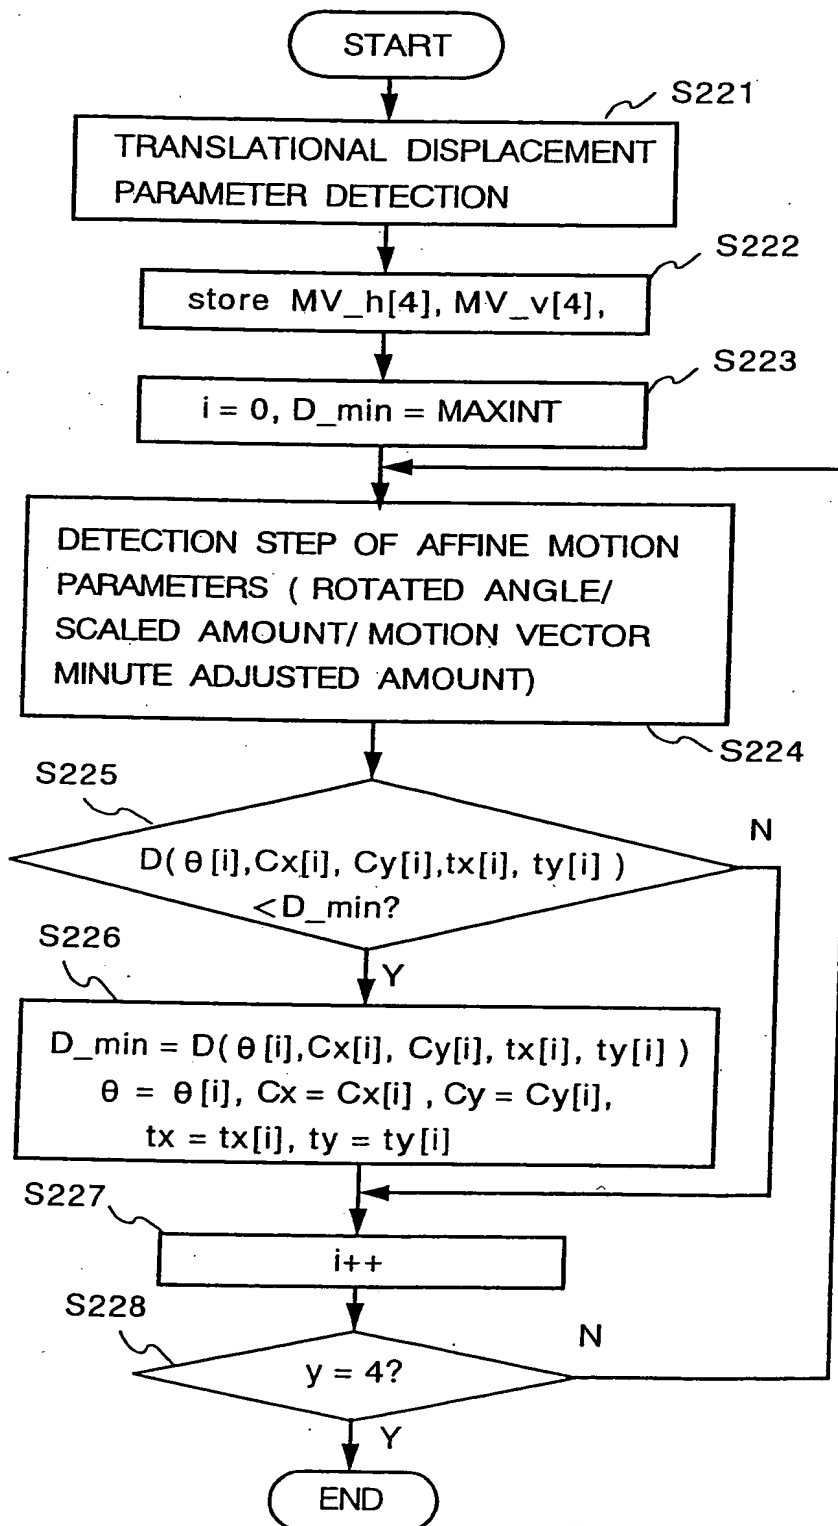 START
S221
TRANSLATIONAL DISPLACEMENT
PARAMETER DETECTION
S222
store MV_h[4], MV_v[4],
S223
i = 0, D_min = MAXINT
DETECTION STEP OF AFFINE MOTION
PARAMETERS ( ROTATED ANGLE/
SCALED AMOUNT/ MOTION VECTOR
MINUTE ADJUSTED AMOUNT)
S224
S225
N
D( θ[i],Cx[i], Cy[i],tx[i], ty[i] )
<D_min?
S226
Y
D_min = D( θ[i],Cx[i], Cy[i], tx[i], ty[i] )
θ = θ[i], Cx = Cx[i] , Cy = Cy[i],
tx = tx[i], ty = ty[i]
S227
i++
S228
N
y = 4?
Y
END